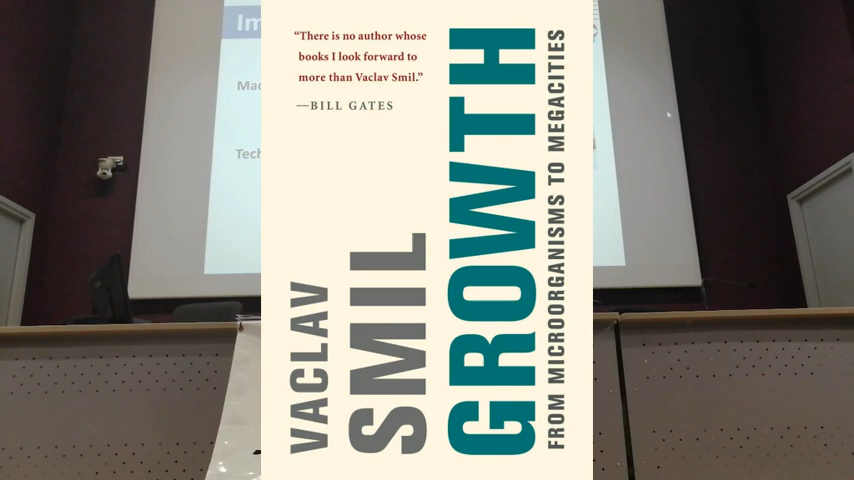 “There is no author whose
books I look forward to
more than Vaclav Smil.”
—BILL GATES
VACLAV
SMIL
GROWTH
FROM MICROORGANISMS TO MEGACITIES